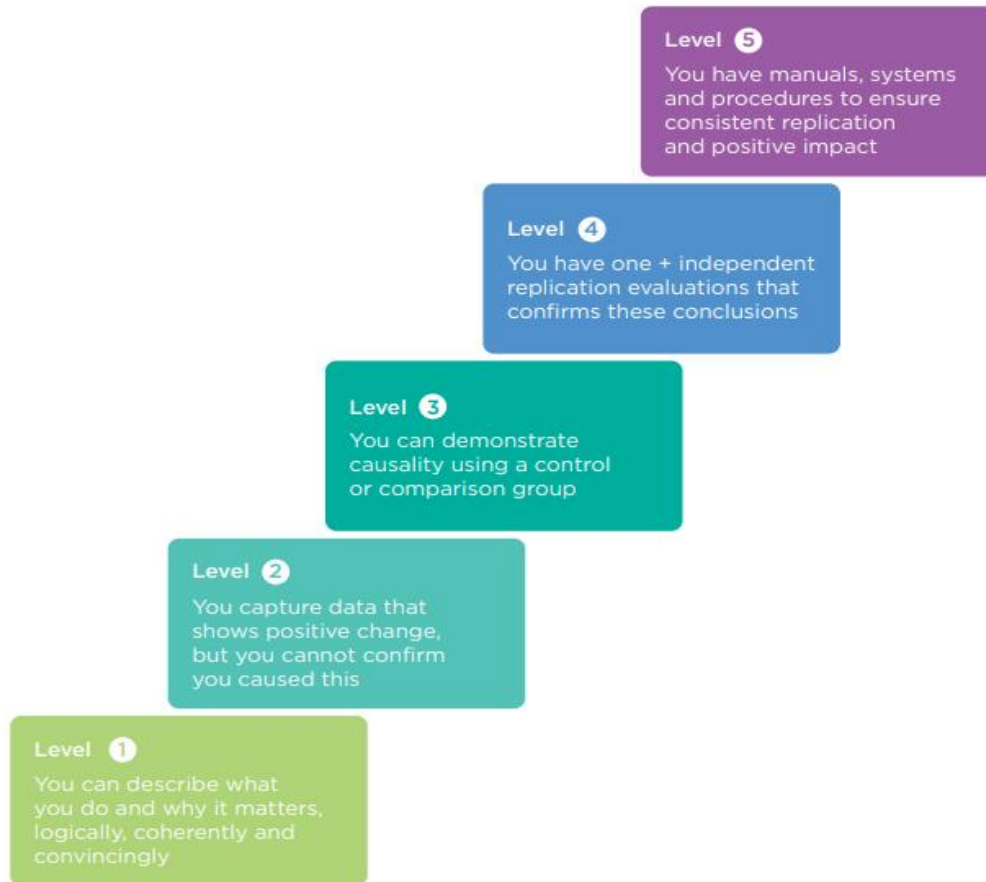 Level 5
You have manuals, systems
and procedures to ensure
consistent replication
and positive impact
Level 4
You have one + independent
replication evaluations that
confirms these conclusions
Level 3
You can demonstrate
causality using a control
or comparison group
Level 2
You capture data that
shows positive change,
but you cannot confirm
you caused this
Level 1
You can describe what
you do and why it matters,
logically, coherently and
convincingly